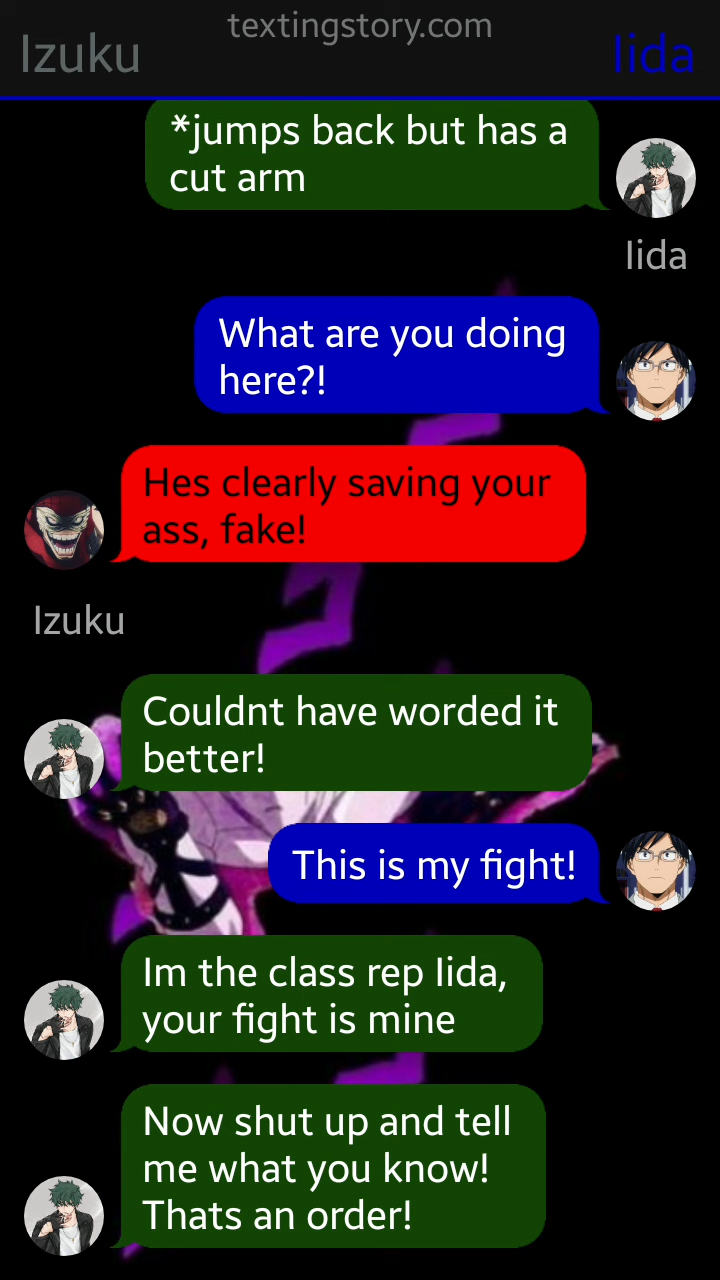 textingstory.com
Izuku
Iida
*jumps back but has a
cut arm
Iida
What are you doing
here?!
Hes clearly saving your
ass, fake!
Izuku
Couldnt have worded it
better!
This is my fight!
Im the class rep Iida,
your fight is mine
Now shut up and tell
me what you know!
Thats an order!